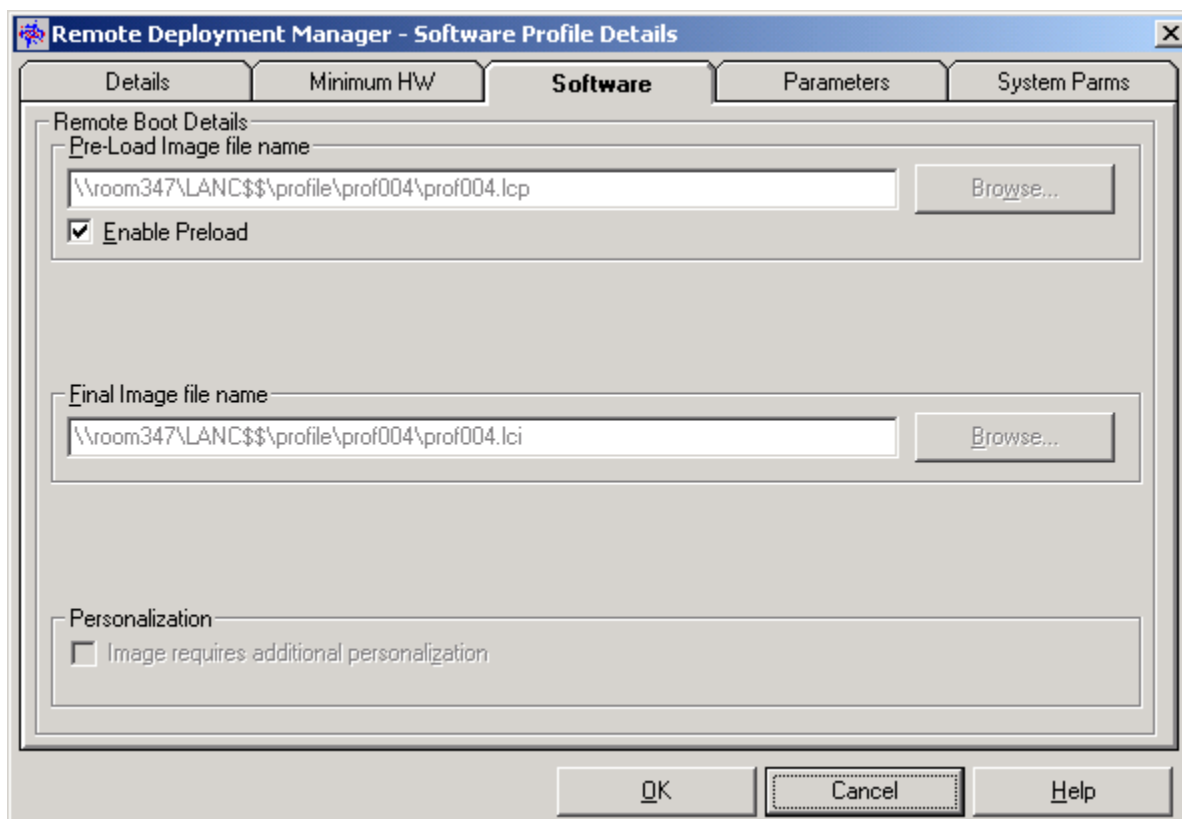 Remote Deployment Manager - Software Profile Details
Details Minimum HW Software Parameters System Parms
Remote Boot Details
Pre-Load Image file name
\\room347\LANC$$\profile\prof004\prof004.lcp Browse...
Enable Preload
Final Image file name
\\room347\LANC$$\profile\prof004\prof004.lci Browse...
Personalization
Image requires additional personalization
OK Cancel Help